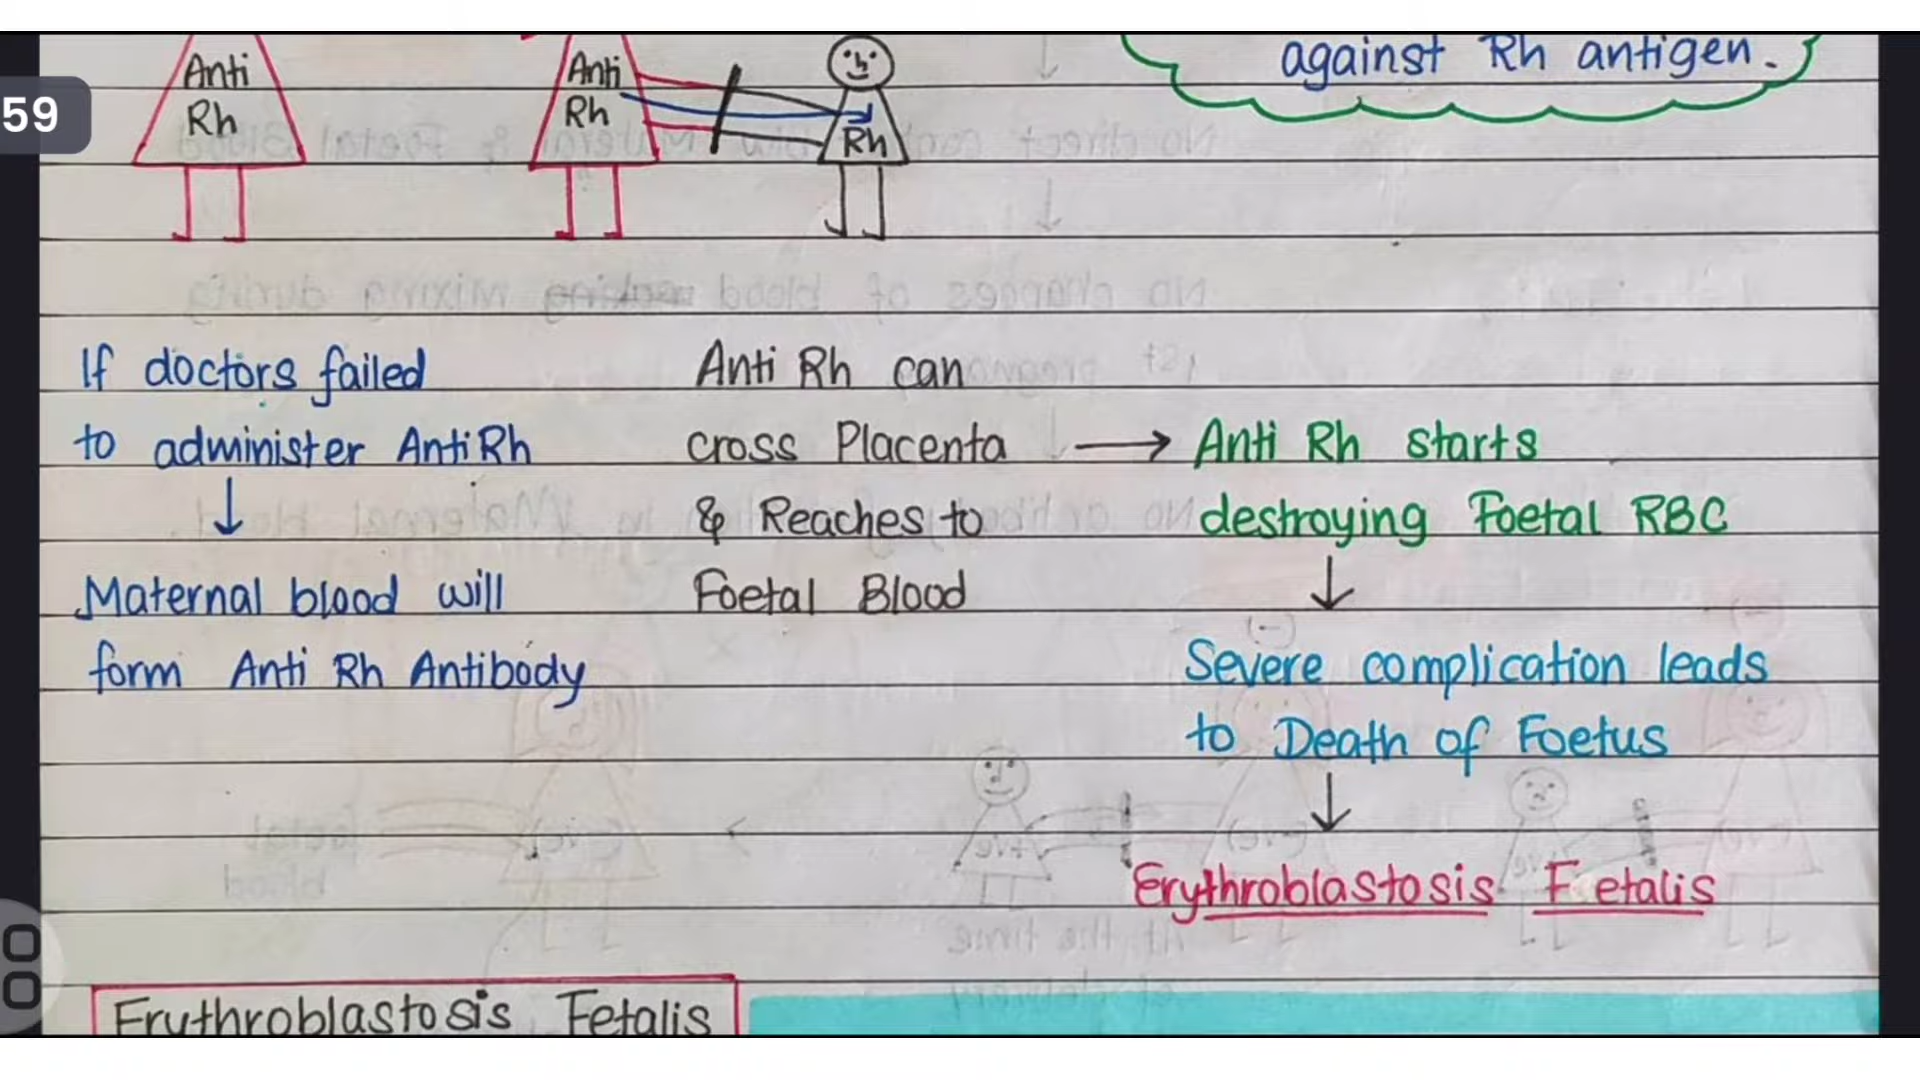 against Rh antigen.
Anti
Rh
Anti
Rh
Rh
59
If doctors failed
to administer Anti Rh
↓
Maternal blood will
form Anti Rh Antibody
Anti Rh can
cross Placenta
& Reaches to
Foetal Blood
→ Anti Rh starts
destroying Foetal RBC
↓
Severe complication leads
to Death of Foetus
↓
Erythroblastosis F etalis
Erythroblastosis Fetalis